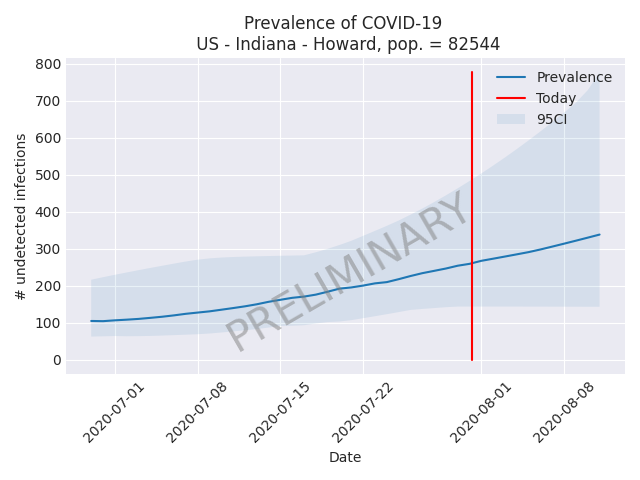 Prevalence of COVID-19
US - Indiana - Howard, pop. = 82544
800
700
600
500
400
300
200
100
0
# undetected infections
Prevalence
Today
95CI
PRELIMINARY
2020-07-01
2020-07-08
2020-07-15
2020-07-22
2020-08-01
2020-08-08
Date